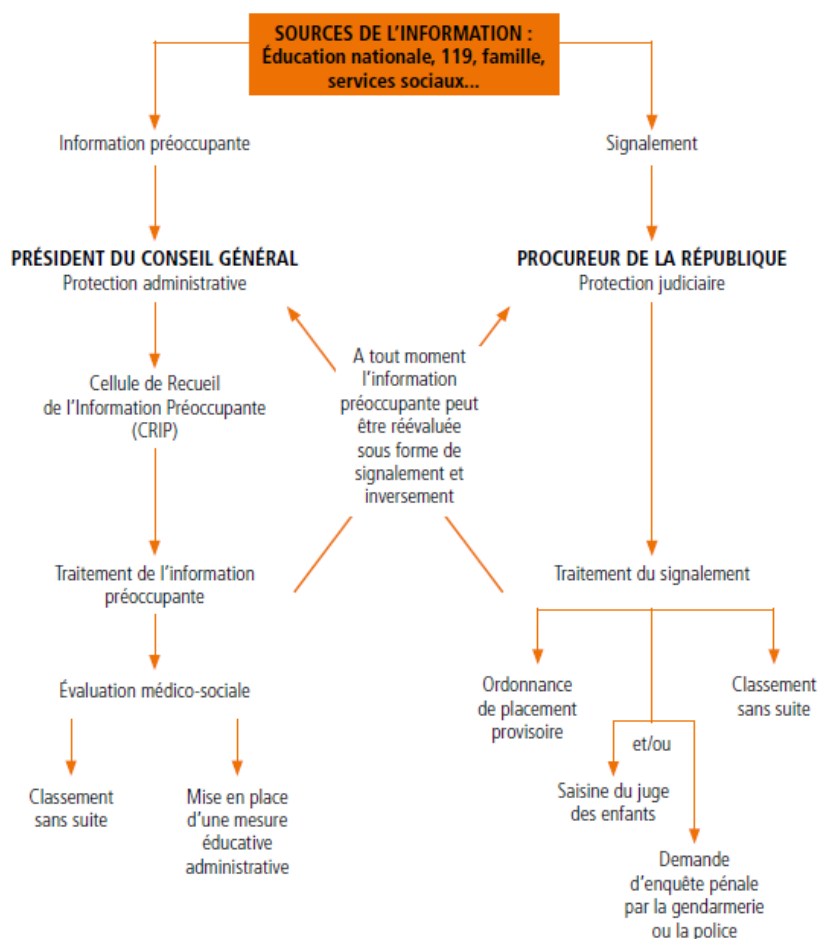 SOURCES DE L'INFORMATION :
Éducation nationale, 119, famille,
services sociaux...
Information préoccupante
Signalement
PRÉSIDENT DU CONSEIL GÉNÉRAL
Protection administrative
PROCUREUR DE LA RÉPUBLIQUE
Protection judiciaire
Cellule de Recueil
de l'Information Préoccupante
(CRIP)
A tout moment
l'information
préoccupante peut
être réévaluée
sous forme de
signalement et
inversement
Traitement de l'information
préoccupante
Traitement du signalement
Évaluation médico-sociale
Ordonnance
de placement
provisoire
Classement
sans suite
et/ou
Classement
sans suite
Mise en place
d'une mesure
éducative
administrative
Saisine du juge
des enfants
Demande
d'enquête pénale
par la gendarmerie
ou la police